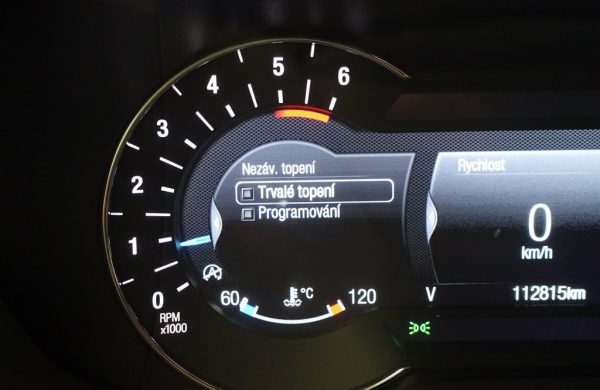 6
5
4
3
2
1
0
RPM
x1000
Nezáv. topení
Trvalé topení
Programování
60
°C
120
Rychlost
0
km/h
V
112815km